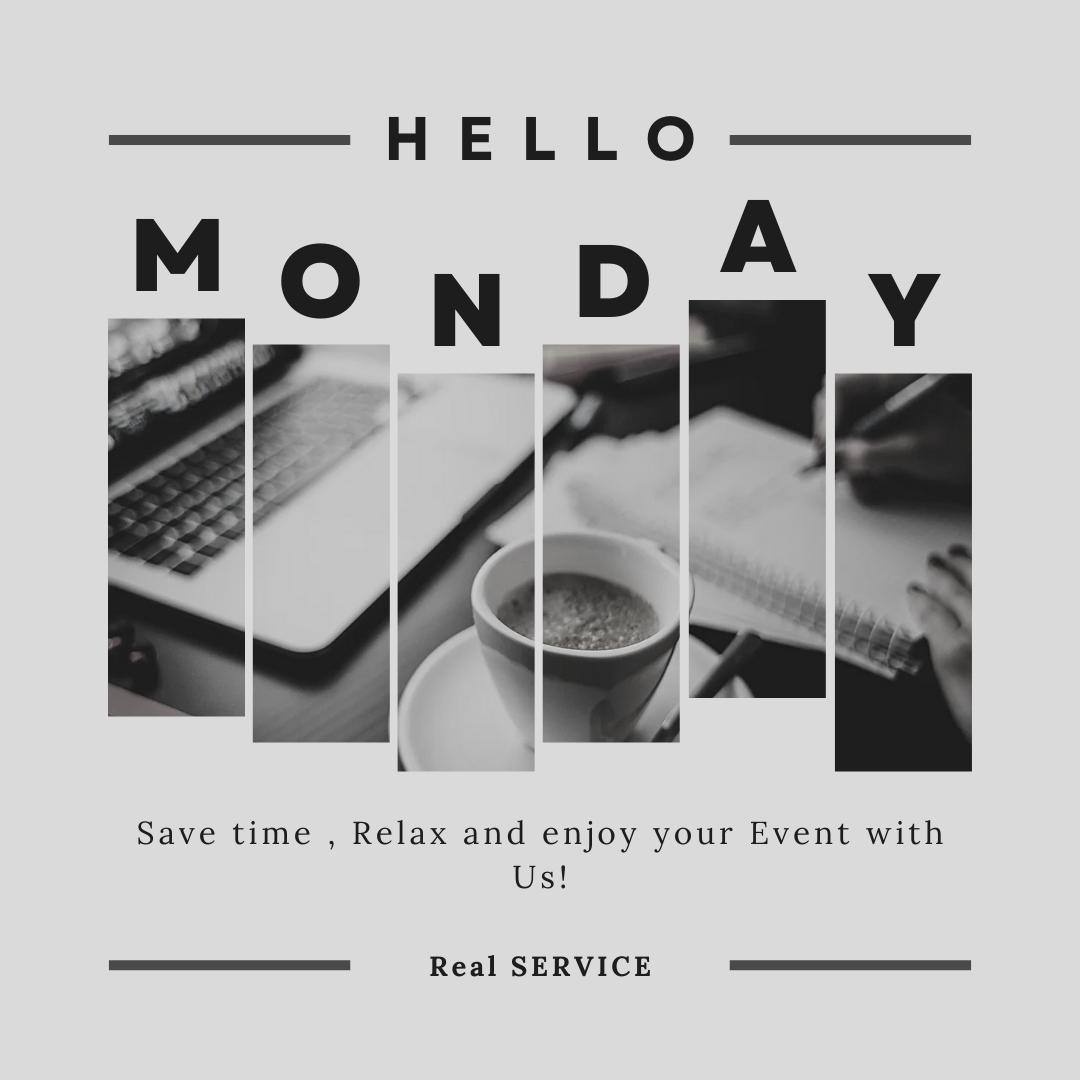 HELLO
MONDAY
Save time , Relax and enjoy your Event with
Us!
Real SERVICE